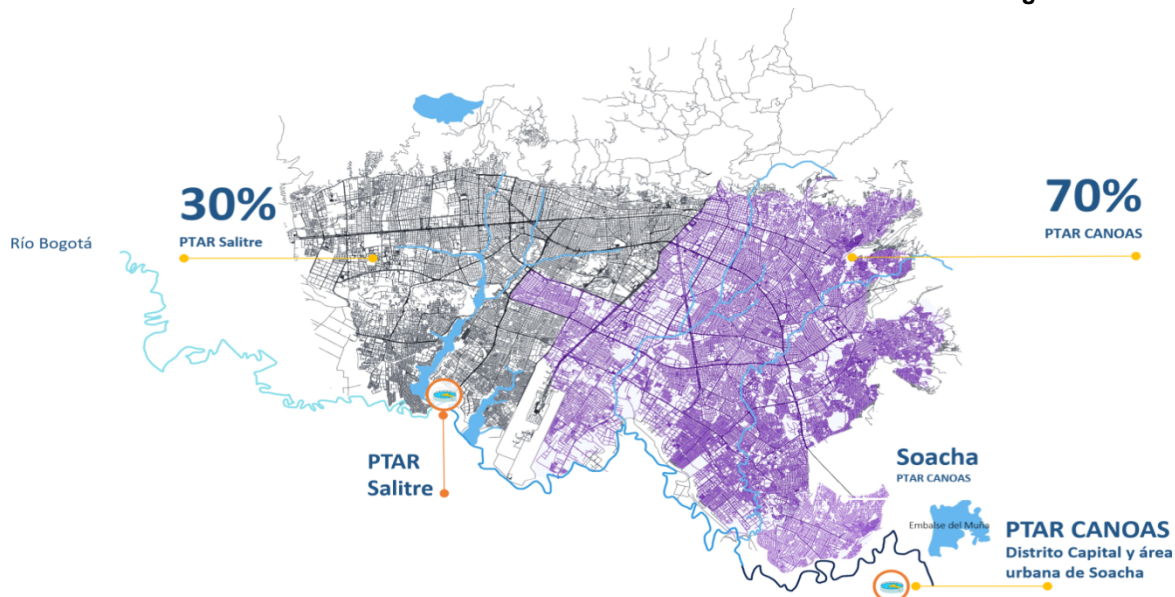 g
30%
PTAR Salitre
70%
PTAR CANOAS
Río Bogotá
PTAR
Salitre
Soacha
PTAR CANOAS
Embalse del Muña
PTAR CANOAS
Distrito Capital y área
urbana de Soacha